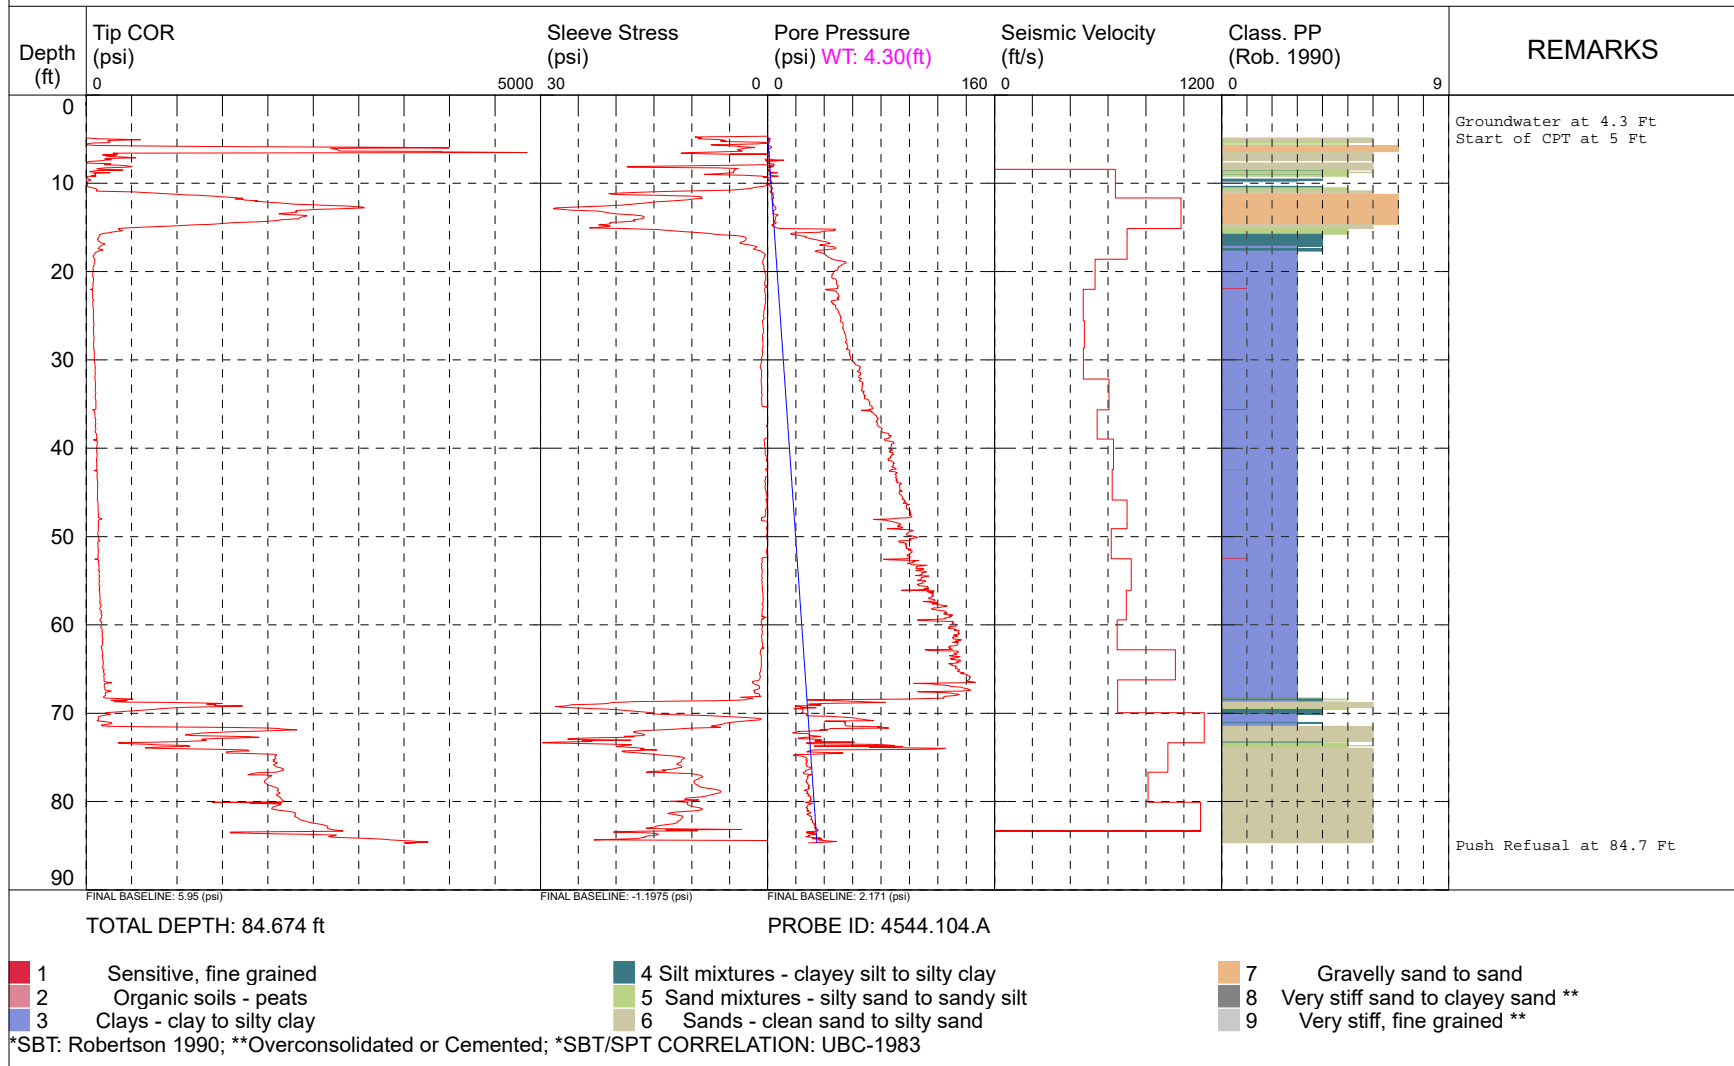 Depth
(ft)
Tip COR
(psi)
0 5000
Sleeve Stress
(psi)
30 0
Pore Pressure
(psi) WT: 4.30(ft)
0 160
Seismic Velocity
(ft/s)
0 1200
Class. PP
(Rob. 1990)
0 9
REMARKS
0
10
20
30
40
50
60
70
80
90
Groundwater at 4.3 Ft
Start of CPT at 5 Ft
Push Refusal at 84.7 Ft
FINAL BASELINE: 5.95 (psi)
FINAL BASELINE: -1.1975 (psi)
FINAL BASELINE: 2.171 (psi)
TOTAL DEPTH: 84.674 ft
PROBE ID: 4544.104.A
1 Sensitive, fine grained
2 Organic soils - peats
3 Clays - clay to silty clay
4 Silt mixtures - clayey silt to silty clay
5 Sand mixtures - silty sand to sandy silt
6 Sands - clean sand to silty sand
7 Gravelly sand to sand
8 Very stiff sand to clayey sand **
9 Very stiff, fine grained **
*SBT: Robertson 1990; **Overconsolidated or Cemented; *SBT/SPT CORRELATION: UBC-1983